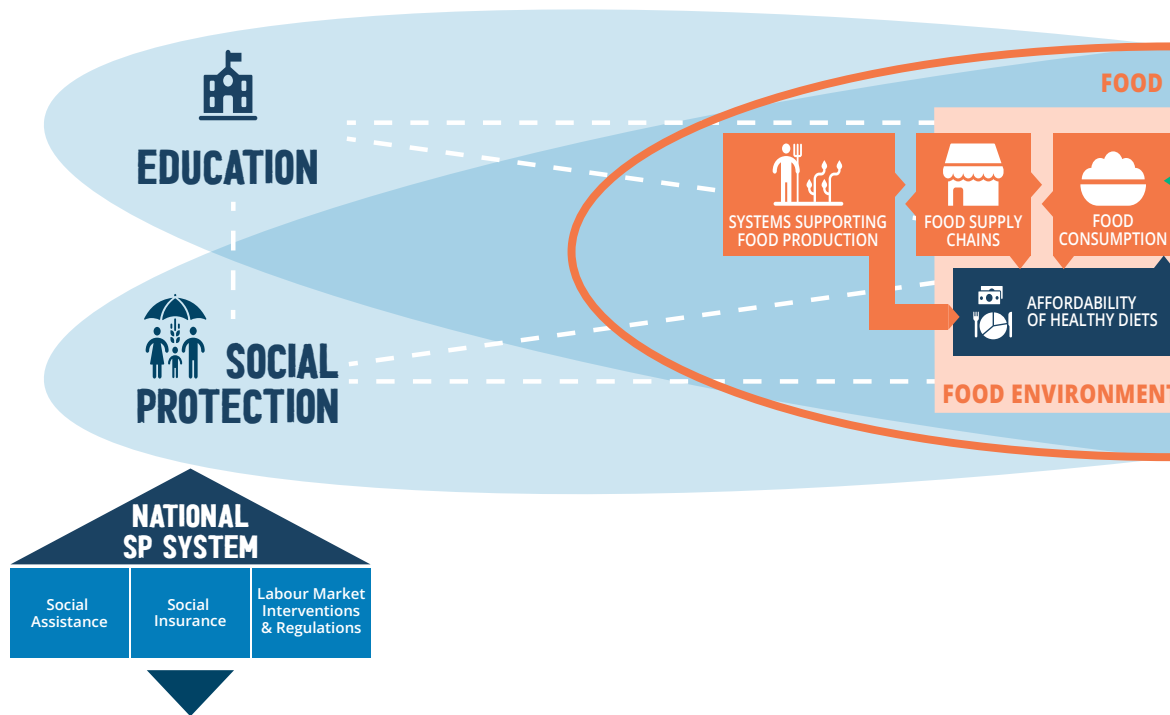 FOOD
EDUCATION
SYSTEMS SUPPORTING
FOOD PRODUCTION
FOOD SUPPLY
CHAINS
FOOD
CONSUMPTION
AFFORDABILITY
OF HEALTHY DIETS
SOCIAL
PROTECTION
FOOD ENVIRONMENT
NATIONAL
SP SYSTEM
Social
Assistance
Social
Insurance
Labour Market
Interventions
& Regulations